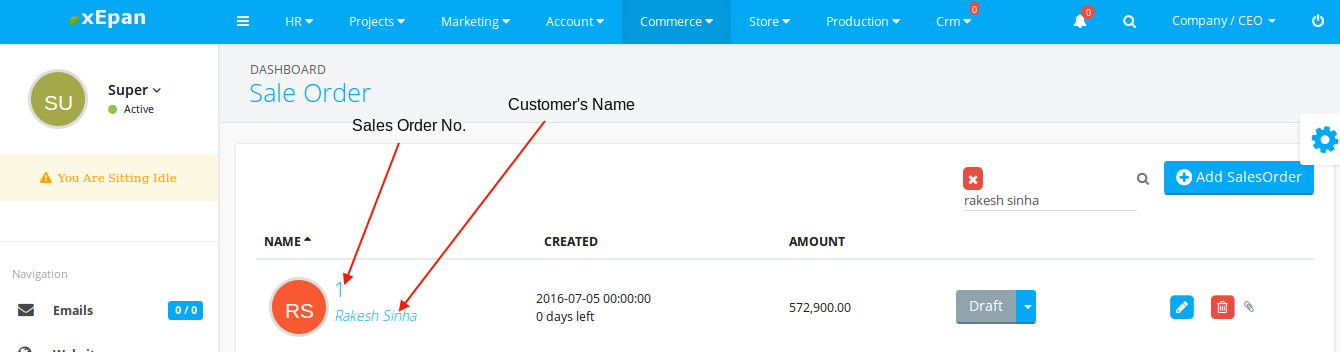 xEpan
HR
Projects
Marketing
Account
Commerce
Store
Production
Crm
0
0
Company / CEO
SU
Super
Active
DASHBOARD
Sale Order
Customer's Name
Sales Order No.
You Are Sitting Idle
Add SalesOrder
rakesh sinha
NAME
CREATED
AMOUNT
Navigation
Emails
0 / 0
RS
1
Rakesh Sinha
2016-07-05 00:00:00
0 days left
572,900.00
Draft